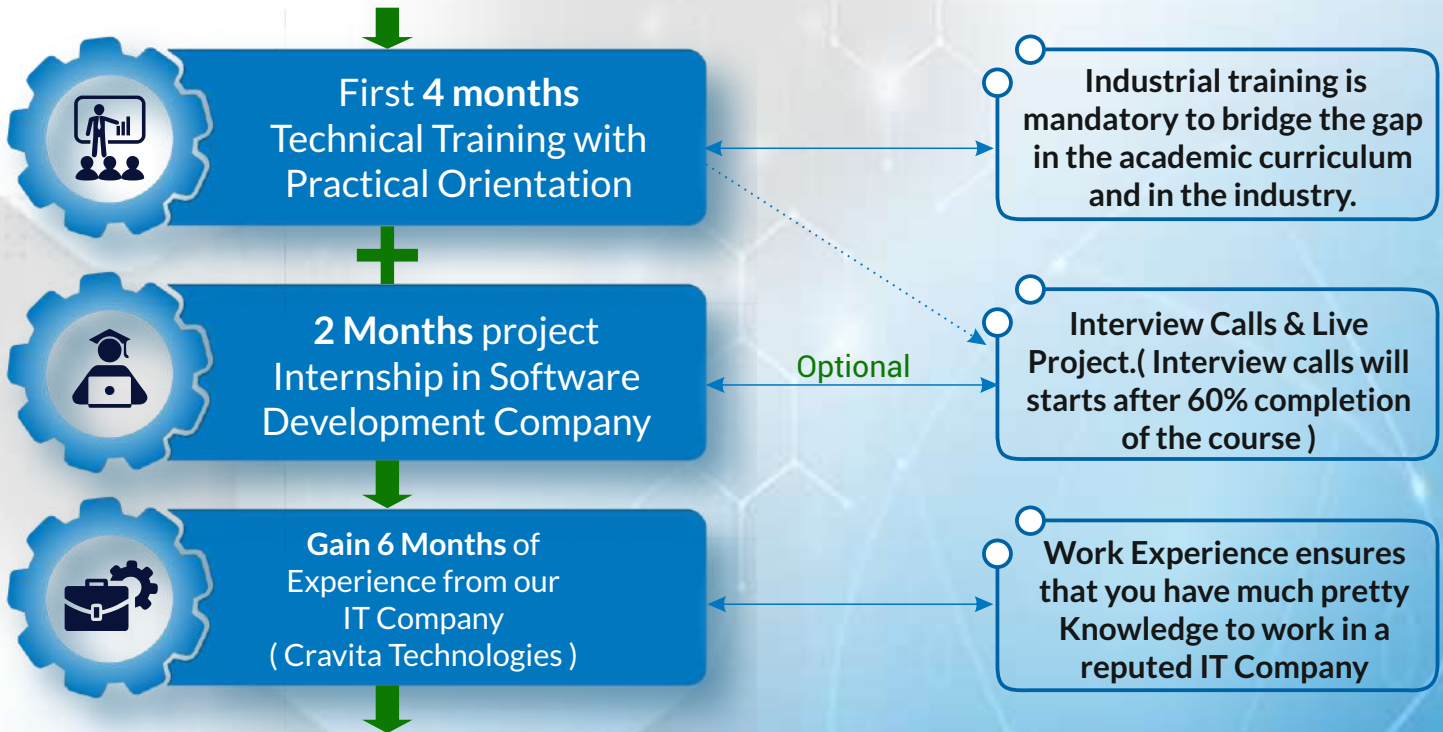 First 4 months
Technical Training with
Practical Orientation
Industrial training is
mandatory to bridge the gap
in the academic curriculum
and in the industry.
2 Months project
Internship in Software
Development Company
Optional
Interview Calls & Live
Project.( Interview calls will
starts after 60% completion
of the course )
Gain 6 Months of
Experience from our
IT Company
( Cravita Technologies )
Work Experience ensures
that you have much pretty
Knowledge to work in a
reputed IT Company